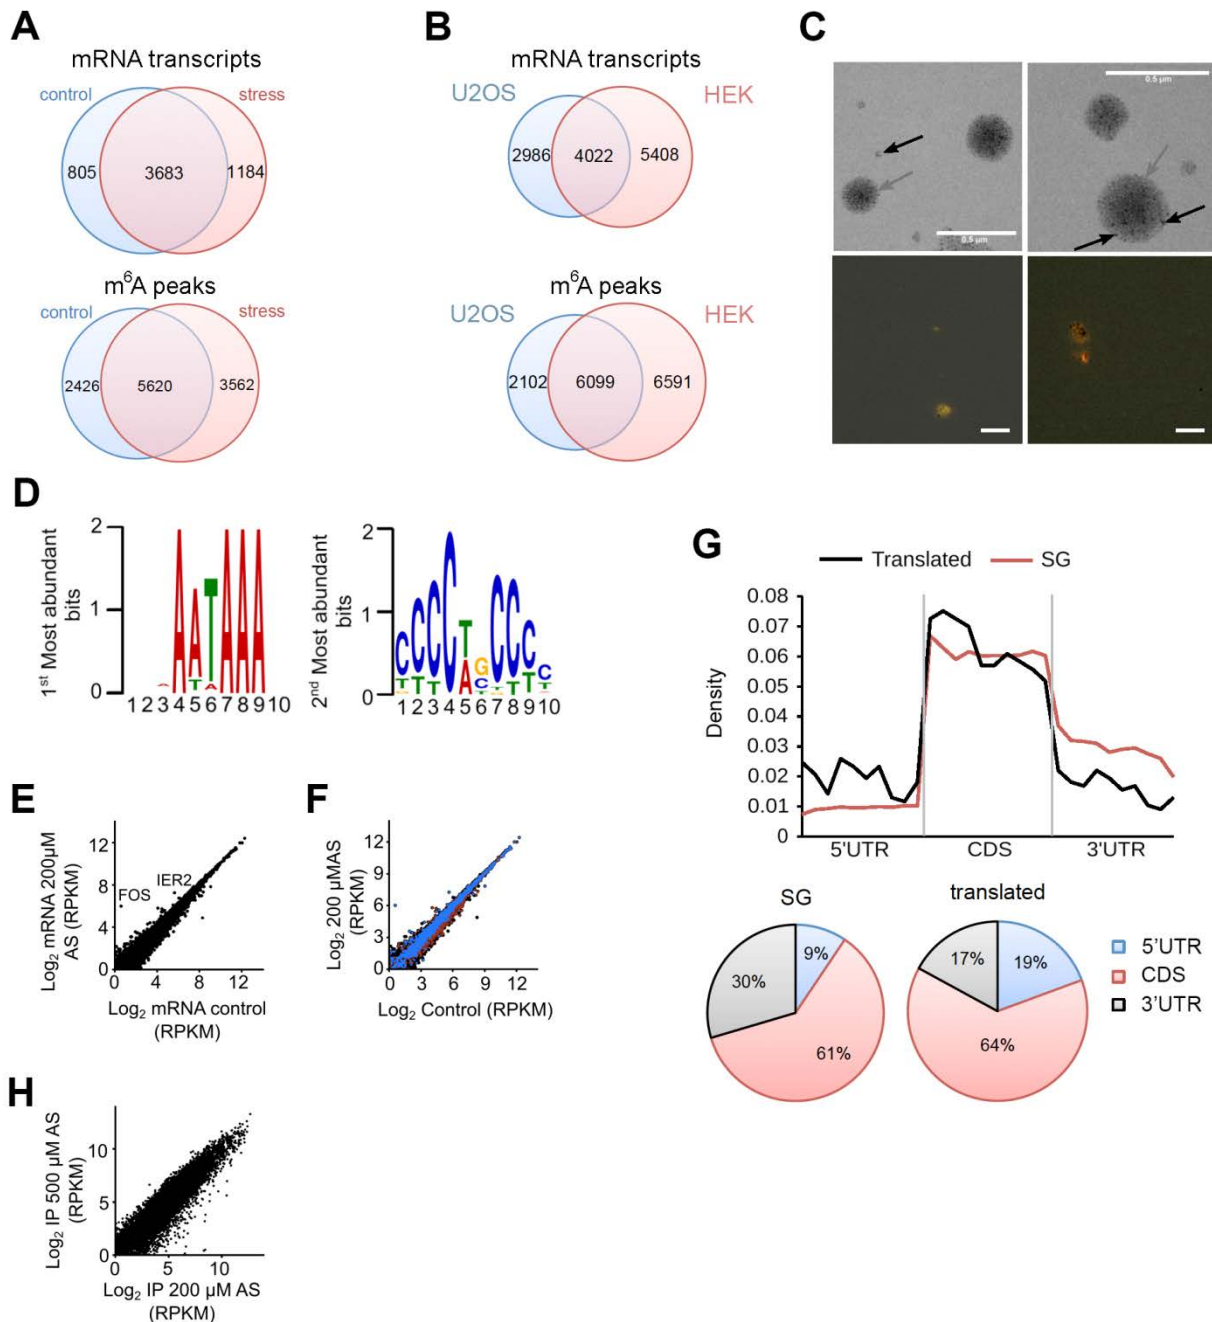 A
mRNA transcripts
control
stress
805
3683
1184
m⁶A peaks
control
stress
2426
5620
3562
B
mRNA transcripts
U2OS
HEK
2986
4022
5408
m⁶A peaks
U2OS
HEK
2102
6099
6591
C
0.5 µm
0.5 µm
D
1st Most abundant
bits
2
1
0
A
A
T
A
A
A
1 2 3 4 5 6 7 8 9 10
2nd Most abundant
bits
2
1
0
C C C C T G C C C C
1 2 3 4 5 6 7 8 9 10
E
Log₂ mRNA 200µM
AS (RPKM)
12
8
4
0
FOS
IER2
0 4 8 12
Log₂ mRNA control
(RPKM)
F
Log₂ 200 µMAS
(RPKM)
12
9
6
3
0
0 3 6 9 12
Log₂ Control (RPKM)
G
Translated
SG
Density
0.08
0.07
0.06
0.05
0.04
0.03
0.02
0.01
0
5'UTR
CDS
3'UTR
SG
9%
30%
61%
translated
17%
19%
64%
5'UTR
CDS
3'UTR
H
Log₂ IP 500 µM AS
(RPKM)
10
5
0
0 5 10
Log₂ IP 200 µM AS
(RPKM)